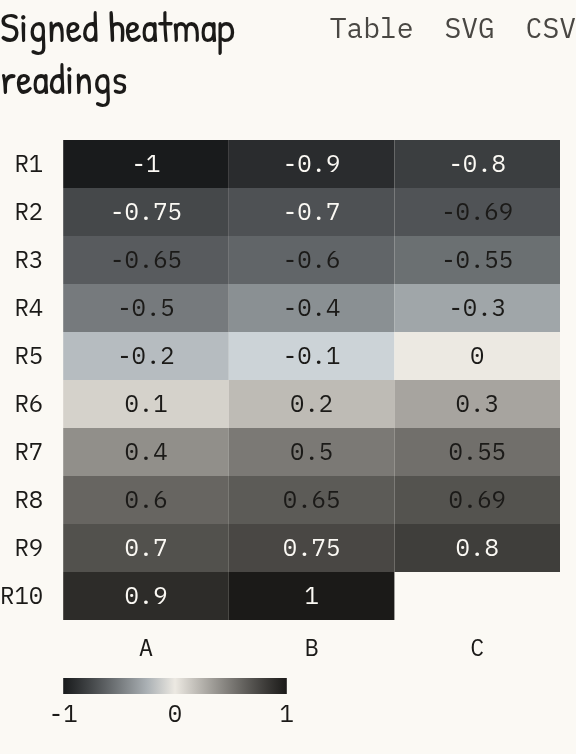 Signed heatmap
readings
Table SVG CSV
R1 -1 -0.9 -0.8
R2 -0.75 -0.7 -0.69
R3 -0.65 -0.6 -0.55
R4 -0.5 -0.4 -0.3
R5 -0.2 -0.1 0
R6 0.1 0.2 0.3
R7 0.4 0.5 0.55
R8 0.6 0.65 0.69
R9 0.7 0.75 0.8
R10 0.9 1
A B C
-1 0 1